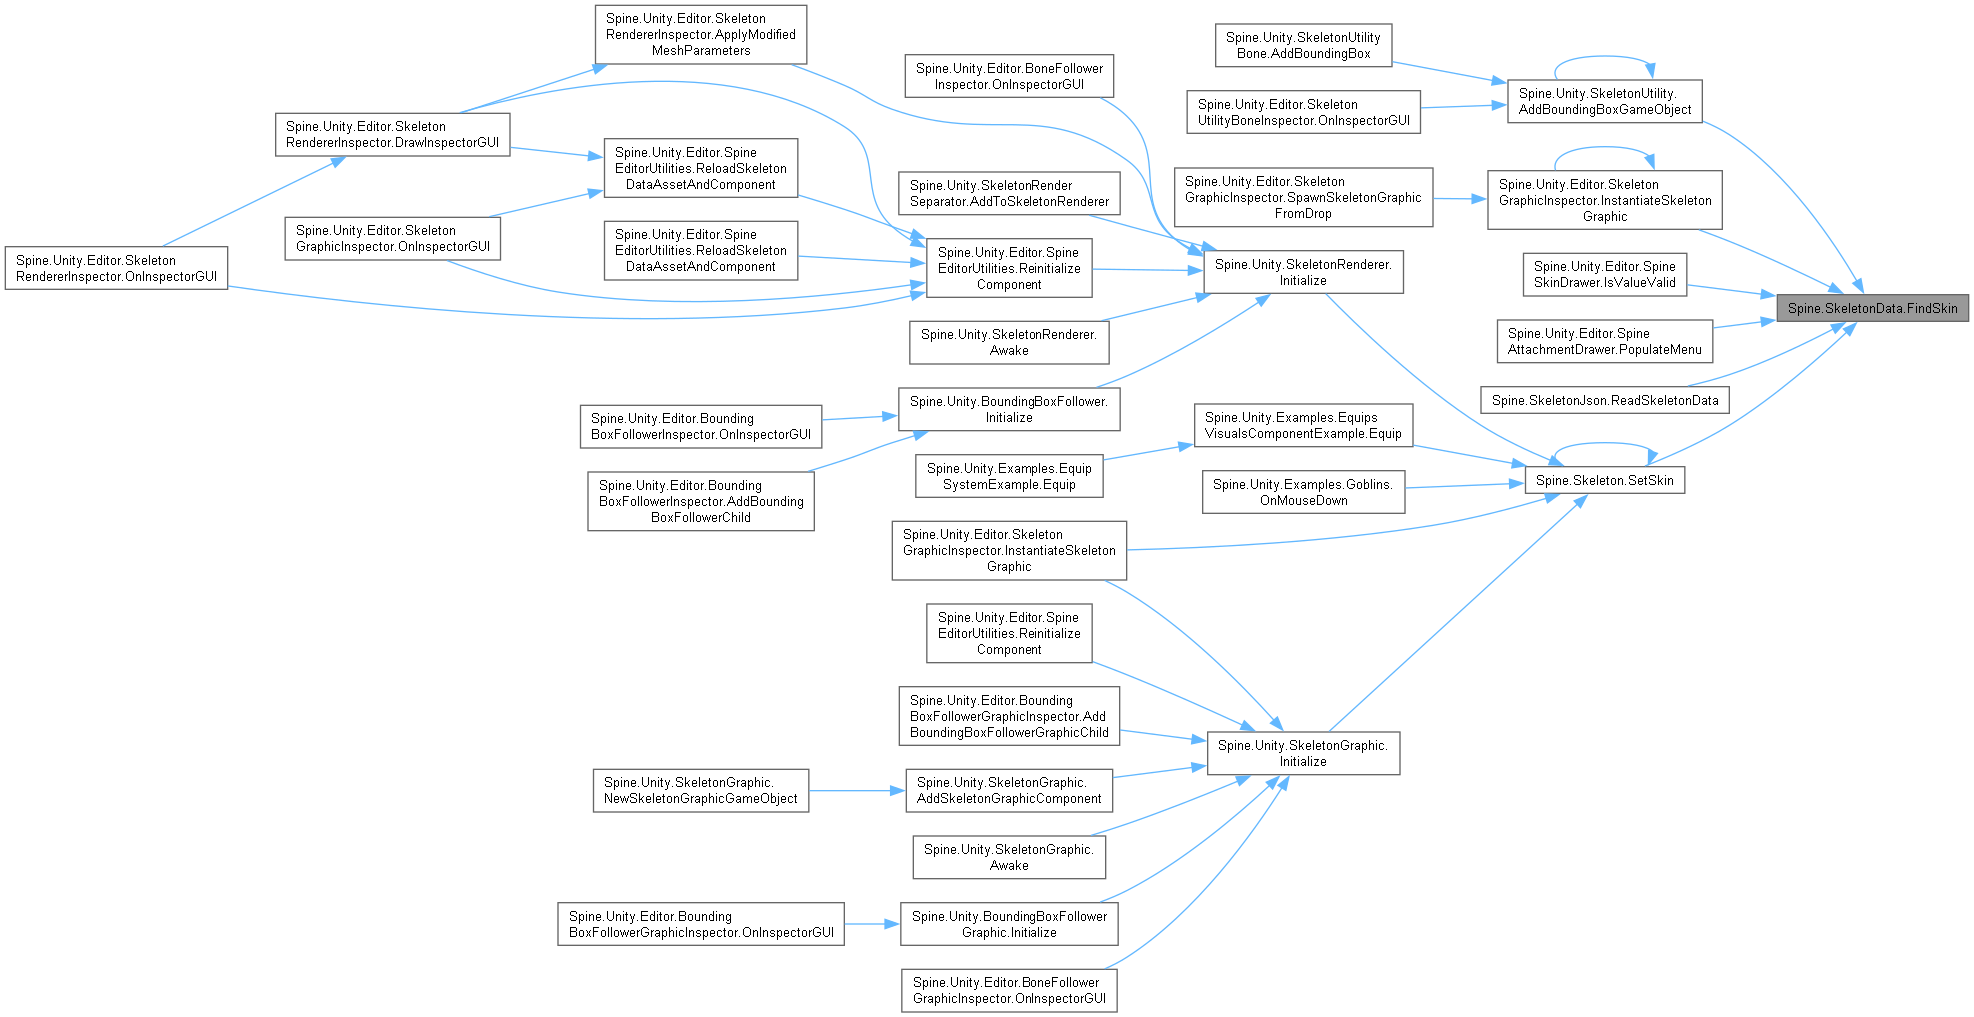 Spine.Unity.Editor.Skeleton
RendererInspector.ApplyModified
MeshParameters
Spine.Unity.SkeletonUtility
Bone.AddBoundingBox
Spine.Unity.Editor.BoneFollower
Inspector.OnInspectorGUI
Spine.Unity.SkeletonUtility.
AddBoundingBoxGameObject
Spine.Unity.Editor.Skeleton
UtilityBoneInspector.OnInspectorGUI
Spine.Unity.Editor.Skeleton
RendererInspector.DrawInspectorGUI
Spine.Unity.Editor.Spine
EditorUtilities.ReloadSkeleton
DataAssetAndComponent
Spine.Unity.SkeletonRender
Separator.AddToSkeletonRenderer
Spine.Unity.Editor.Skeleton
GraphicInspector.SpawnSkeletonGraphic
FromDrop
Spine.Unity.Editor.Skeleton
GraphicInspector.InstantiateSkeleton
Graphic
Spine.Unity.Editor.Skeleton
GraphicInspector.OnInspectorGUI
Spine.Unity.Editor.Spine
EditorUtilities.ReloadSkeleton
DataAssetAndComponent
Spine.Unity.Editor.Skeleton
RendererInspector.OnInspectorGUI
Spine.Unity.Editor.Spine
EditorUtilities.Reinitialize
Component
Spine.Unity.SkeletonRenderer.
Initialize
Spine.Unity.Editor.Spine
SkinDrawer.IsValueValid
Spine.SkeletonData.FindSkin
Spine.Unity.SkeletonRenderer.
Awake
Spine.Unity.Editor.Spine
AttachmentDrawer.PopulateMenu
Spine.SkeletonJson.ReadSkeletonData
Spine.Unity.BoundingBoxFollower.
Initialize
Spine.Unity.Editor.Bounding
BoxFollowerInspector.OnInspectorGUI
Spine.Unity.Examples.Equips
VisualsComponentExample.Equip
Spine.Unity.Examples.Equip
SystemExample.Equip
Spine.Unity.Editor.Bounding
BoxFollowerInspector.AddBounding
BoxFollowerChild
Spine.Unity.Examples.Goblins.
OnMouseDown
Spine.Skeleton.SetSkin
Spine.Unity.Editor.Skeleton
GraphicInspector.InstantiateSkeleton
Graphic
Spine.Unity.Editor.Spine
EditorUtilities.Reinitialize
Component
Spine.Unity.Editor.Bounding
BoxFollowerGraphicInspector.Add
BoundingBoxFollowerGraphicChild
Spine.Unity.SkeletonGraphic.
Initialize
Spine.Unity.SkeletonGraphic.
NewSkeletonGraphicGameObject
Spine.Unity.SkeletonGraphic.
AddSkeletonGraphicComponent
Spine.Unity.SkeletonGraphic.
Awake
Spine.Unity.Editor.Bounding
BoxFollowerGraphicInspector.OnInspectorGUI
Spine.Unity.BoundingBoxFollower
Graphic.Initialize
Spine.Unity.Editor.BoneFollower
GraphicInspector.OnInspectorGUI